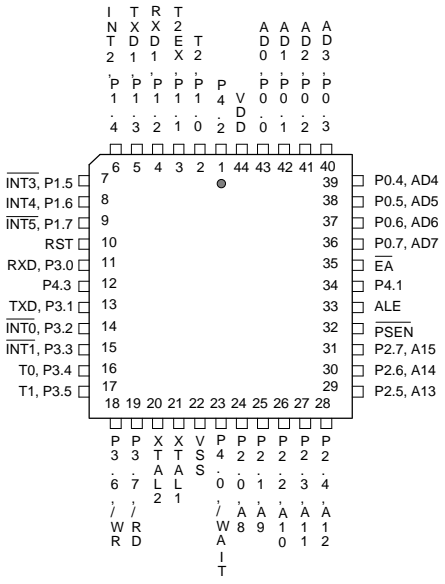 INT2, P1.4
TXD1, P1.3
RXD1, P1.2
T2EX, P1.1
T2, P1.0
P4.2
VDD
AD0, P0.0
AD1, P0.1
AD2, P0.2
AD3, P0.3
6 5 4 3 2 1 44 43 42 41 40
INT3, P1.5 7
INT4, P1.6 8
INT5, P1.7 9
RST 10
RXD, P3.0 11
P4.3 12
TXD, P3.1 13
INT0, P3.2 14
INT1, P3.3 15
T0, P3.4 16
T1, P3.5 17
39 P0.4, AD4
38 P0.5, AD5
37 P0.6, AD6
36 P0.7, AD7
35 EA
34 P4.1
33 ALE
32 PSEN
31 P2.7, A15
30 P2.6, A14
29 P2.5, A13
18 19 20 21 22 23 24 25 26 27 28
P3.6, /WR
P3.7, /RD
XTAL2
XTAL1
VSS
P4.0, /WAIT
P2.0, A8
P2.1, A9
P2.2, A10
P2.3, A11
P2.4, A12